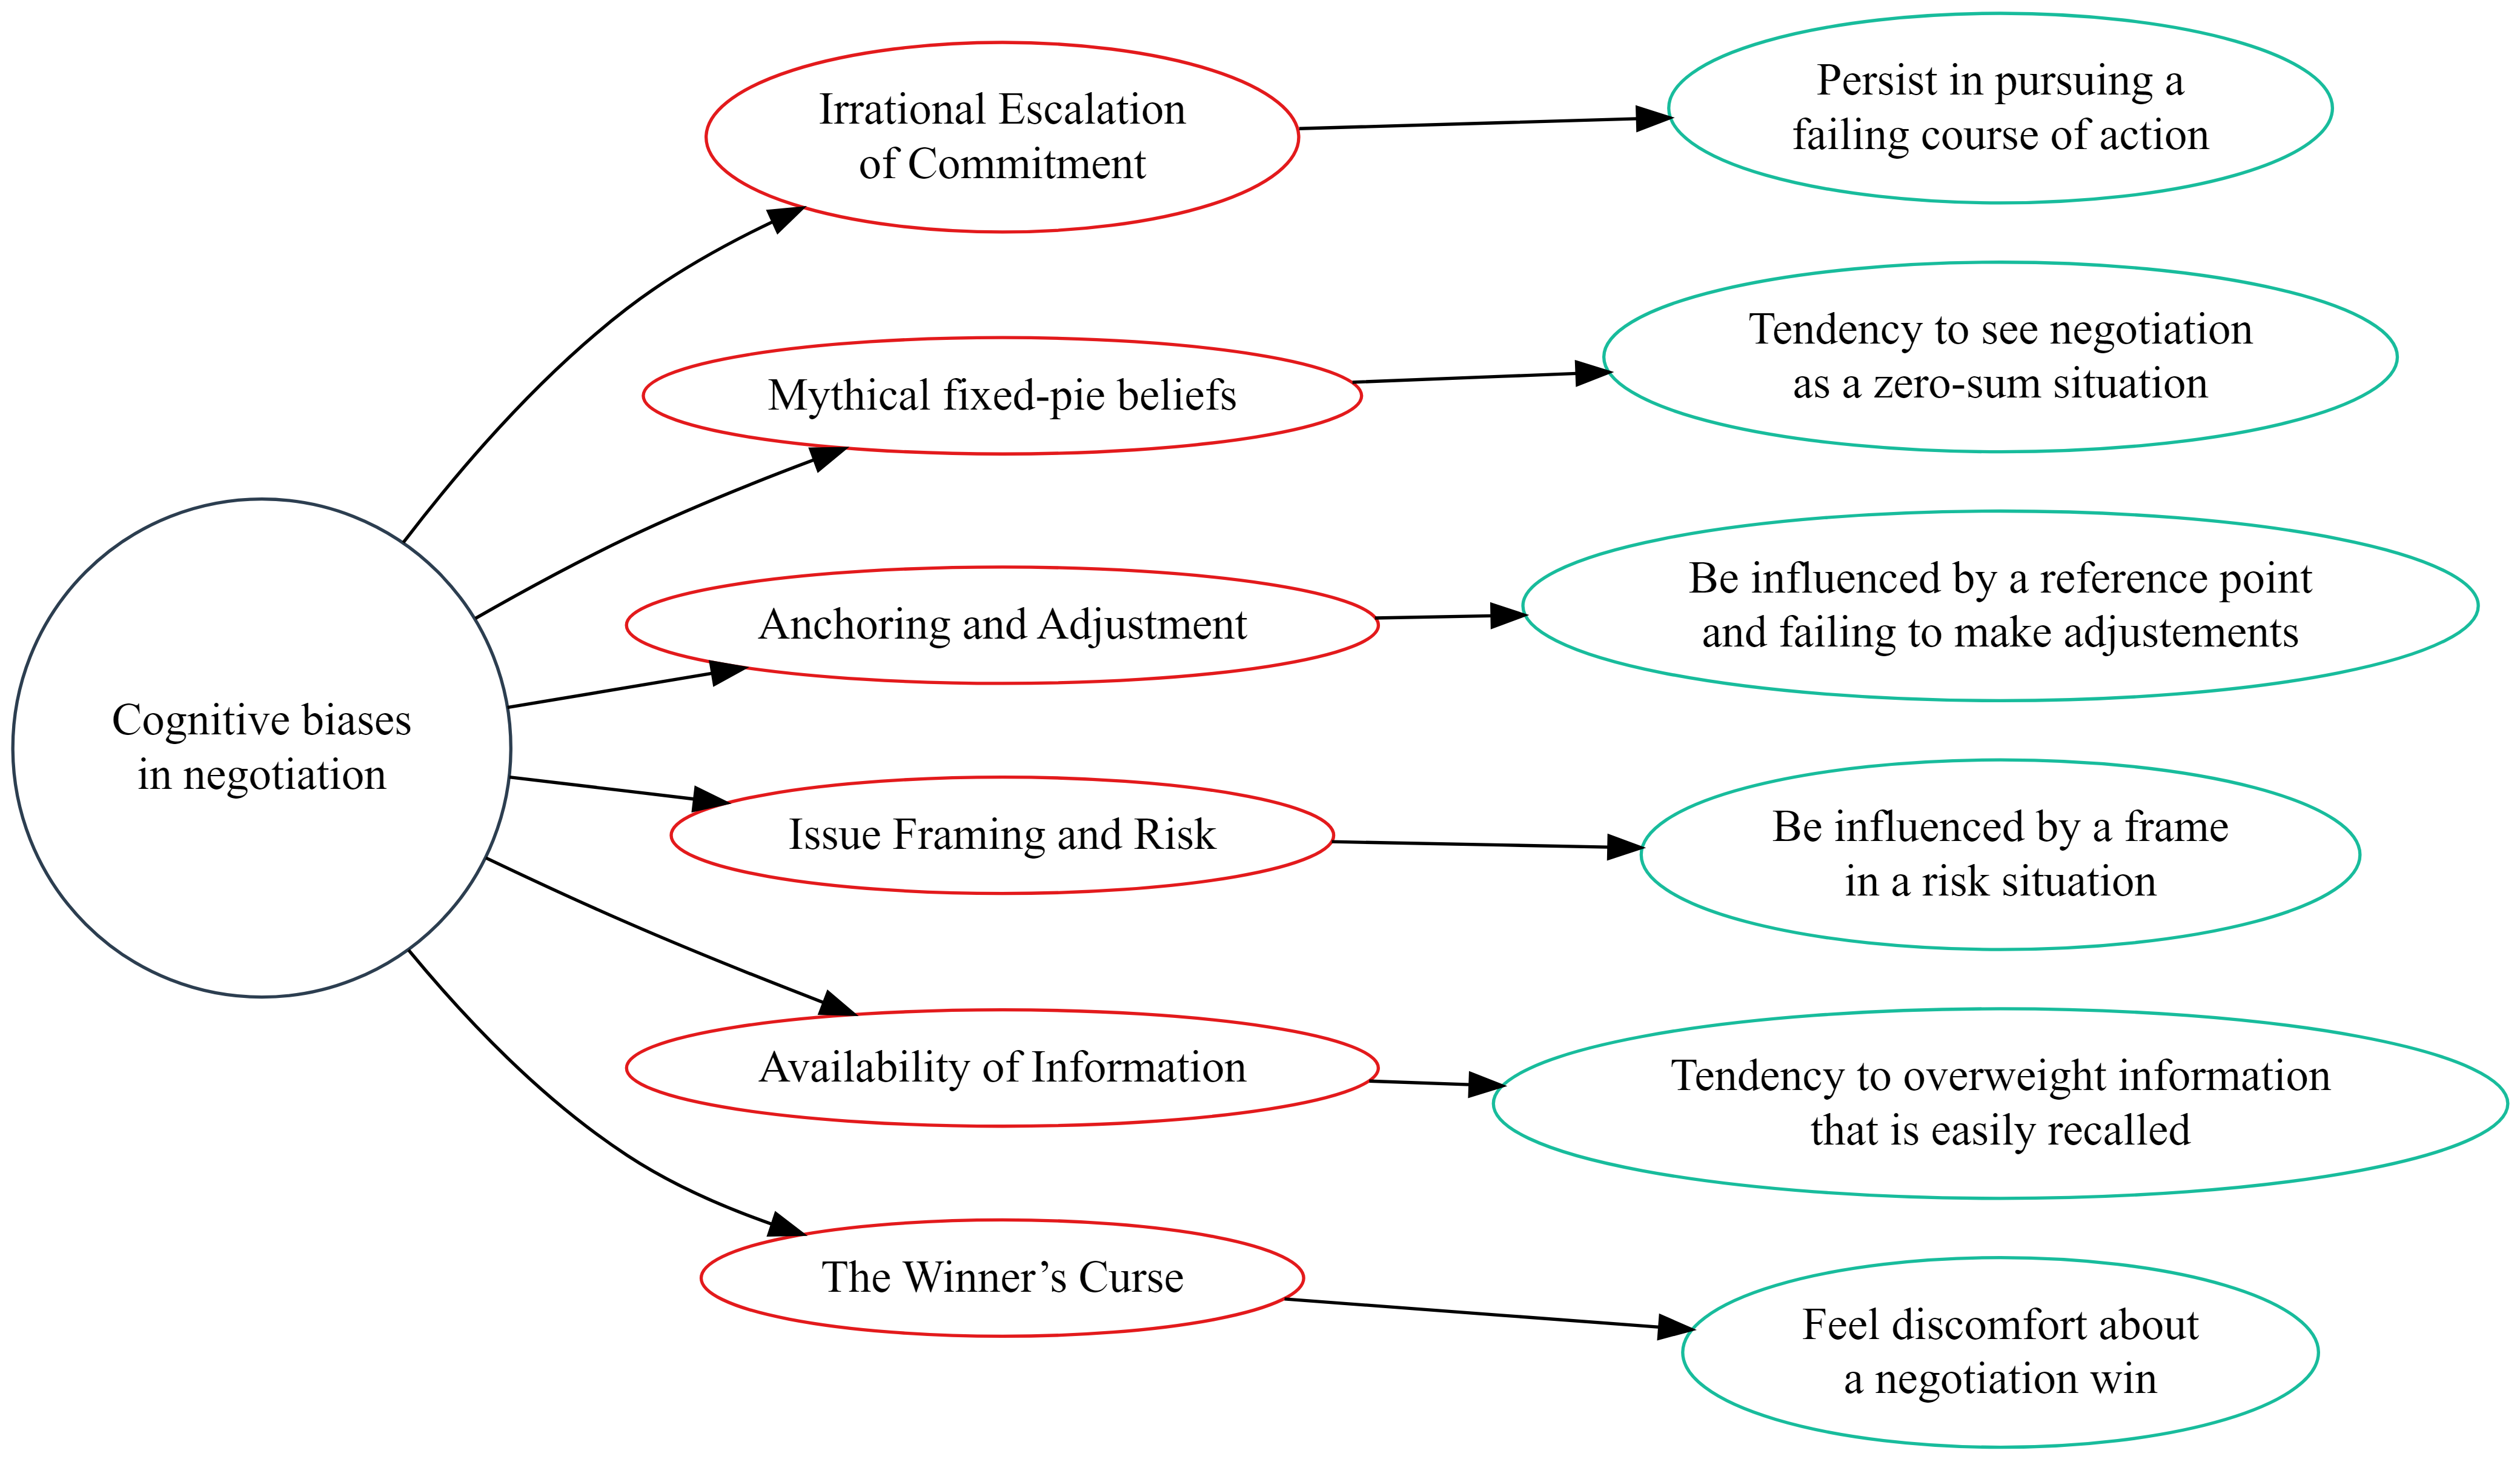 Cognitive biases
in negotiation
Irrational Escalation
of Commitment
Persist in pursuing a
failing course of action
Mythical fixed-pie beliefs
Tendency to see negotiation
as a zero-sum situation
Anchoring and Adjustment
Be influenced by a reference point
and failing to make adjustements
Issue Framing and Risk
Be influenced by a frame
in a risk situation
Availability of Information
Tendency to overweight information
that is easily recalled
The Winner’s Curse
Feel discomfort about
a negotiation win